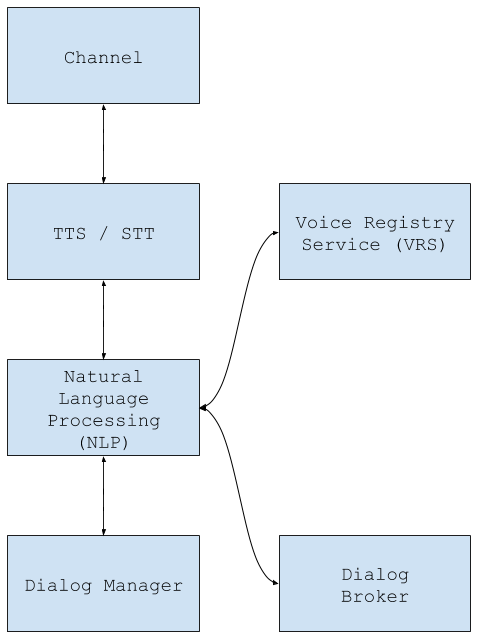 Channel
TTS / STT
Voice Registry
Service (VRS)
Natural
Language
Processing
(NLP)
Dialog Manager
Dialog
Broker